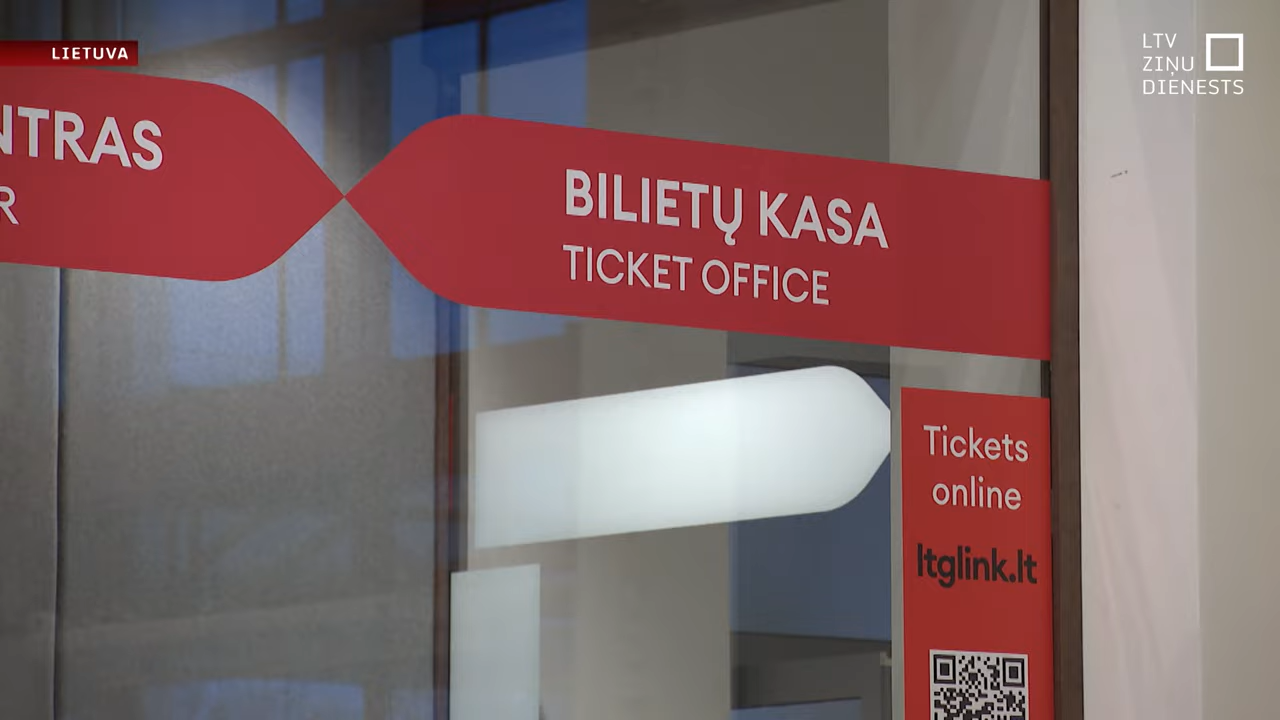 LIETUVA
LTV
ZIŅU
DIENESTS
NTRAS
R
BILIETŲ KASA
TICKET OFFICE
Tickets
online
ltglink.lt